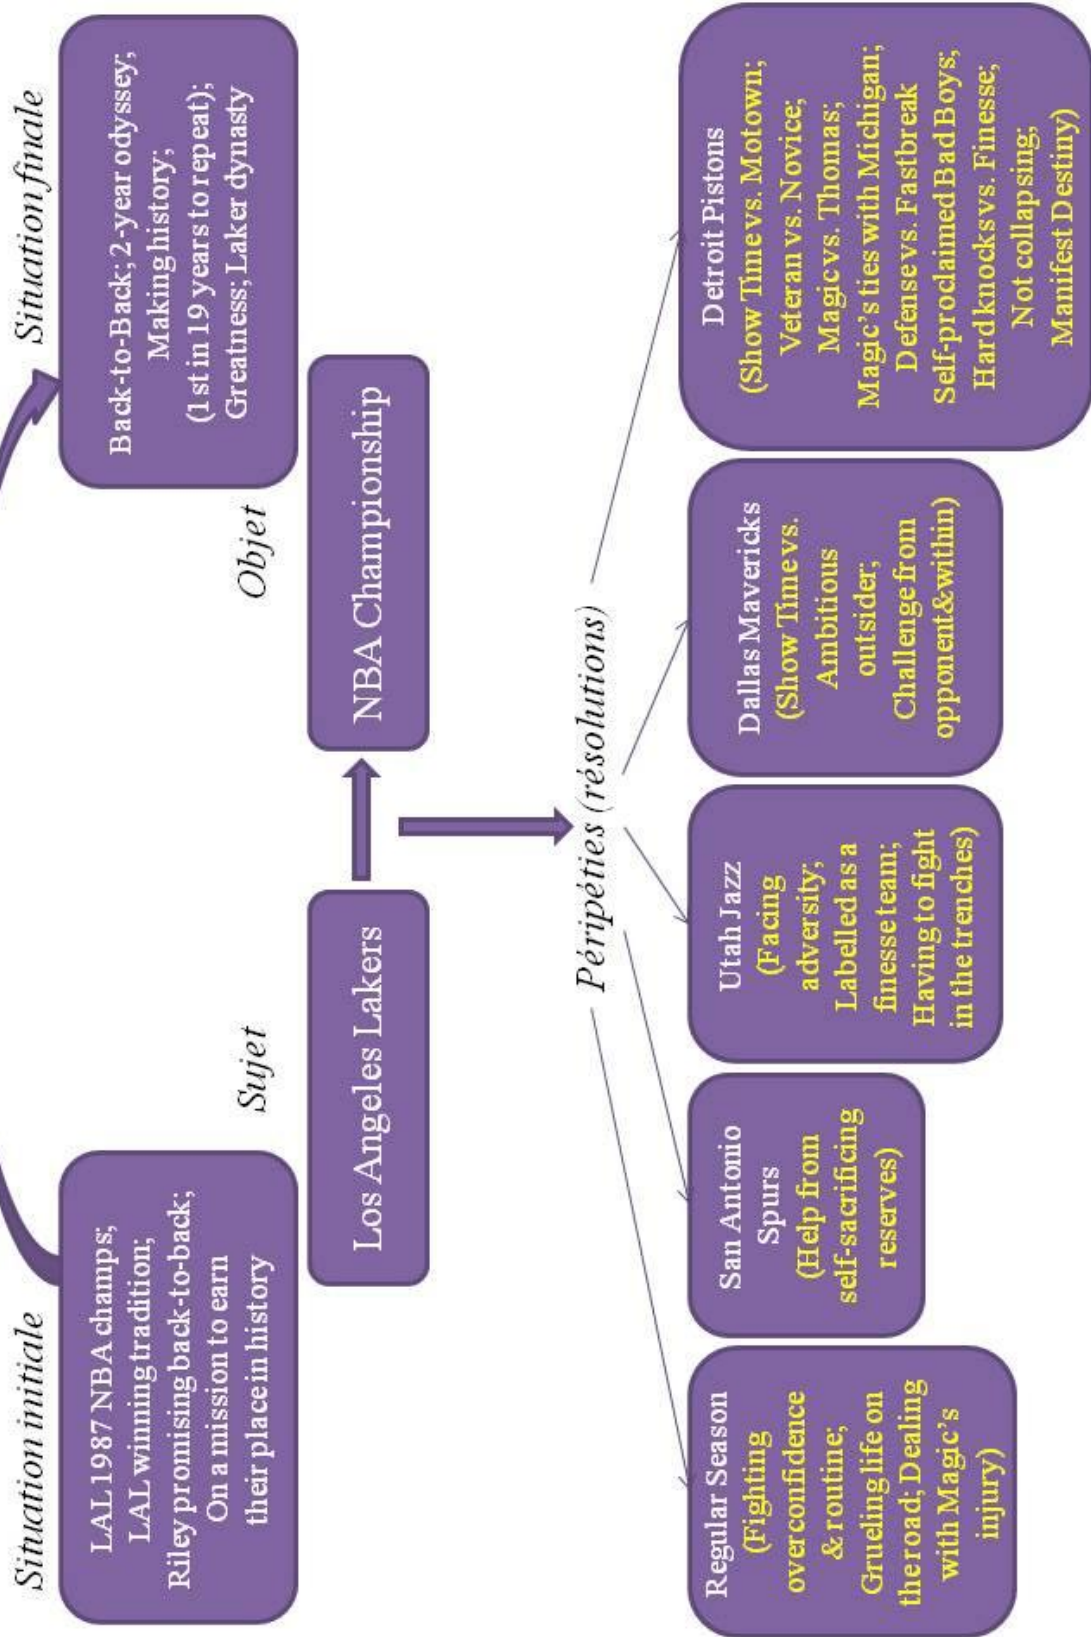 Situation initiale
LAL 1987 NBA champs;
LAL winning tradition;
Riley promising back-to-back;
On a mission to earn
their place in history
Situation finale
Back-to-Back; 2-year odyssey;
Making history;
(1st in 19 years to repeat);
Greatness; Laker dynasty
Sujet
Los Angeles Lakers
Objet
NBA Championship
Péripéties (résolutions)
Regular Season
(Fighting
overconfidence
& routine;
Grueling life on
the road; Dealing
with Magic's
injury)
San Antonio
Spurs
(Help from
self-sacrificing
reserves)
Utah Jazz
(Facing
adversity,
Labelled as a
finesse team;
Having to fight
in the trenches)
Dallas Mavericks
(Show Time vs.
Ambitious
outsider;
Challenge from
opponent&within)
Detroit Pistons
(Show Time vs. Motown;
Veteran vs. Novice;
Magic vs. Thomas;
Magic's ties with Michigan;
Defense vs. Fastbreak
Self-proclaimed Bad Boys;
Hard knocks vs. Finesse;
Not collapsing;
Manifest Destiny)